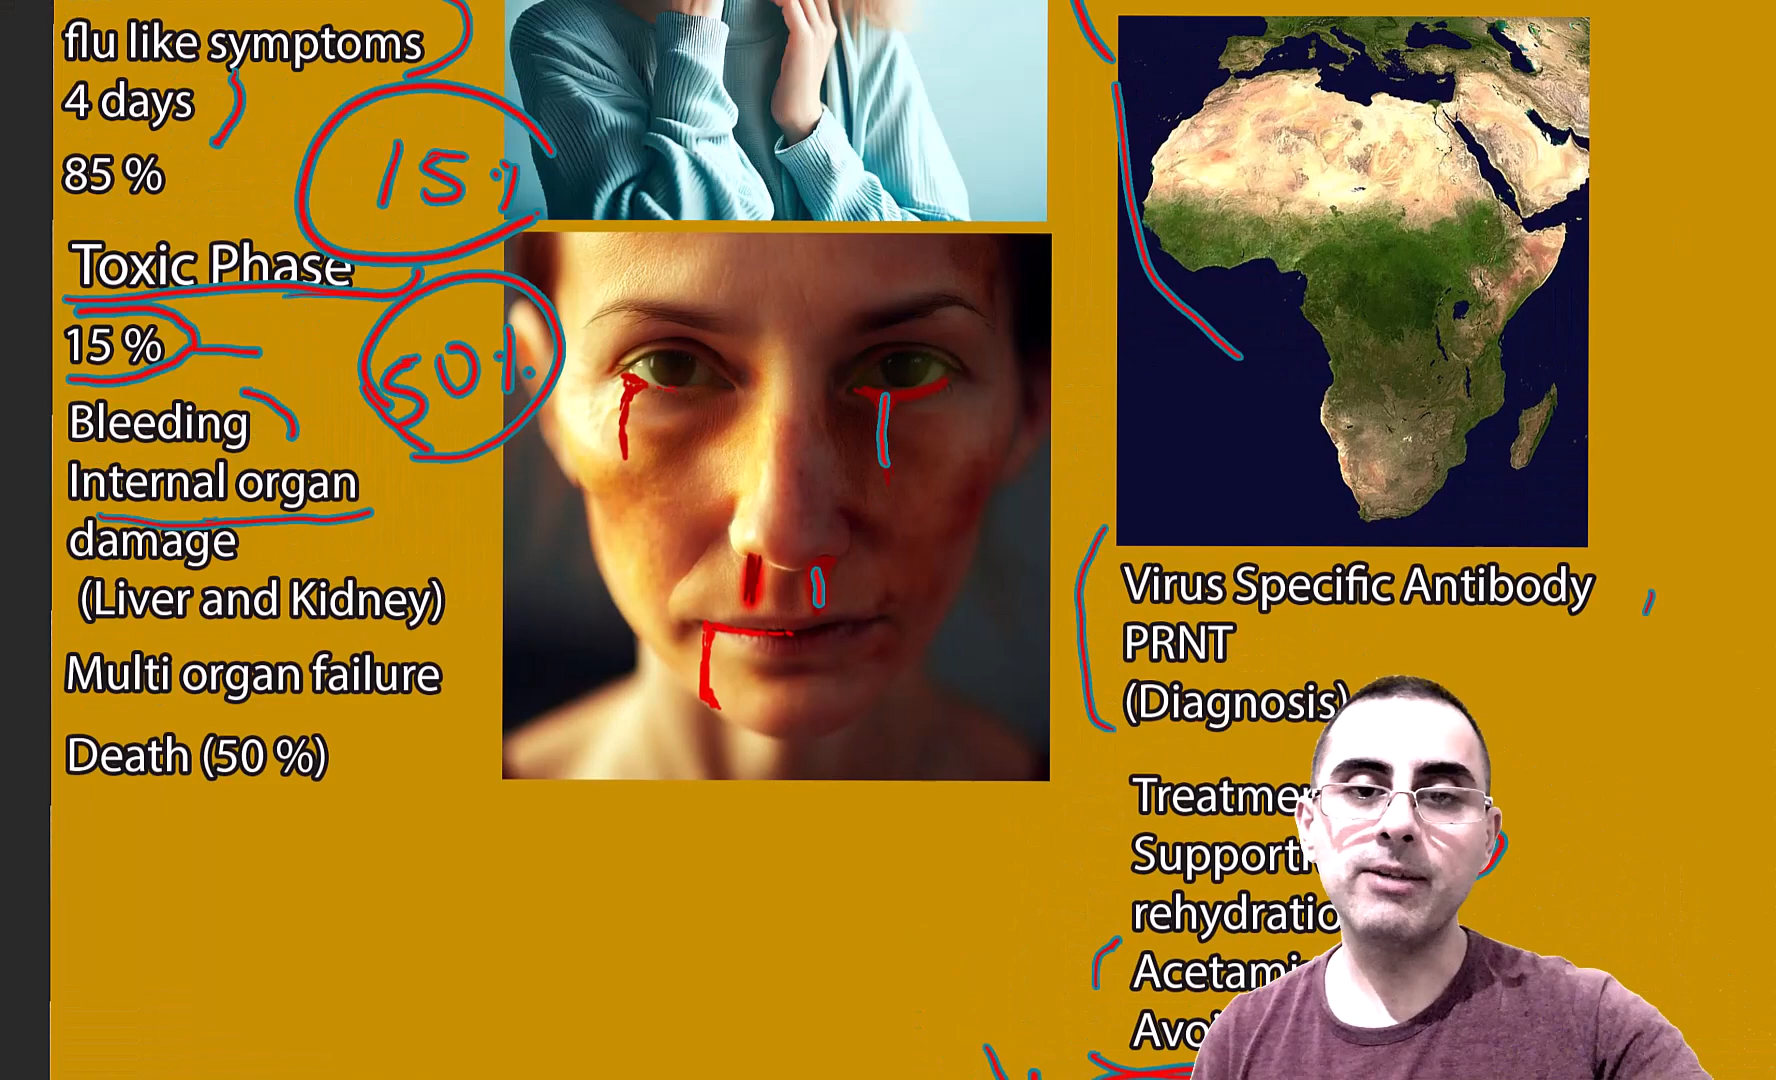 flu like symptoms
4 days
85 %
15%
Toxic Phase
15 %
50%
Bleeding
Internal organ
damage
(Liver and Kidney)
Multi organ failure
Death (50 %)
Virus Specific Antibody
PRNT
(Diagnosis)